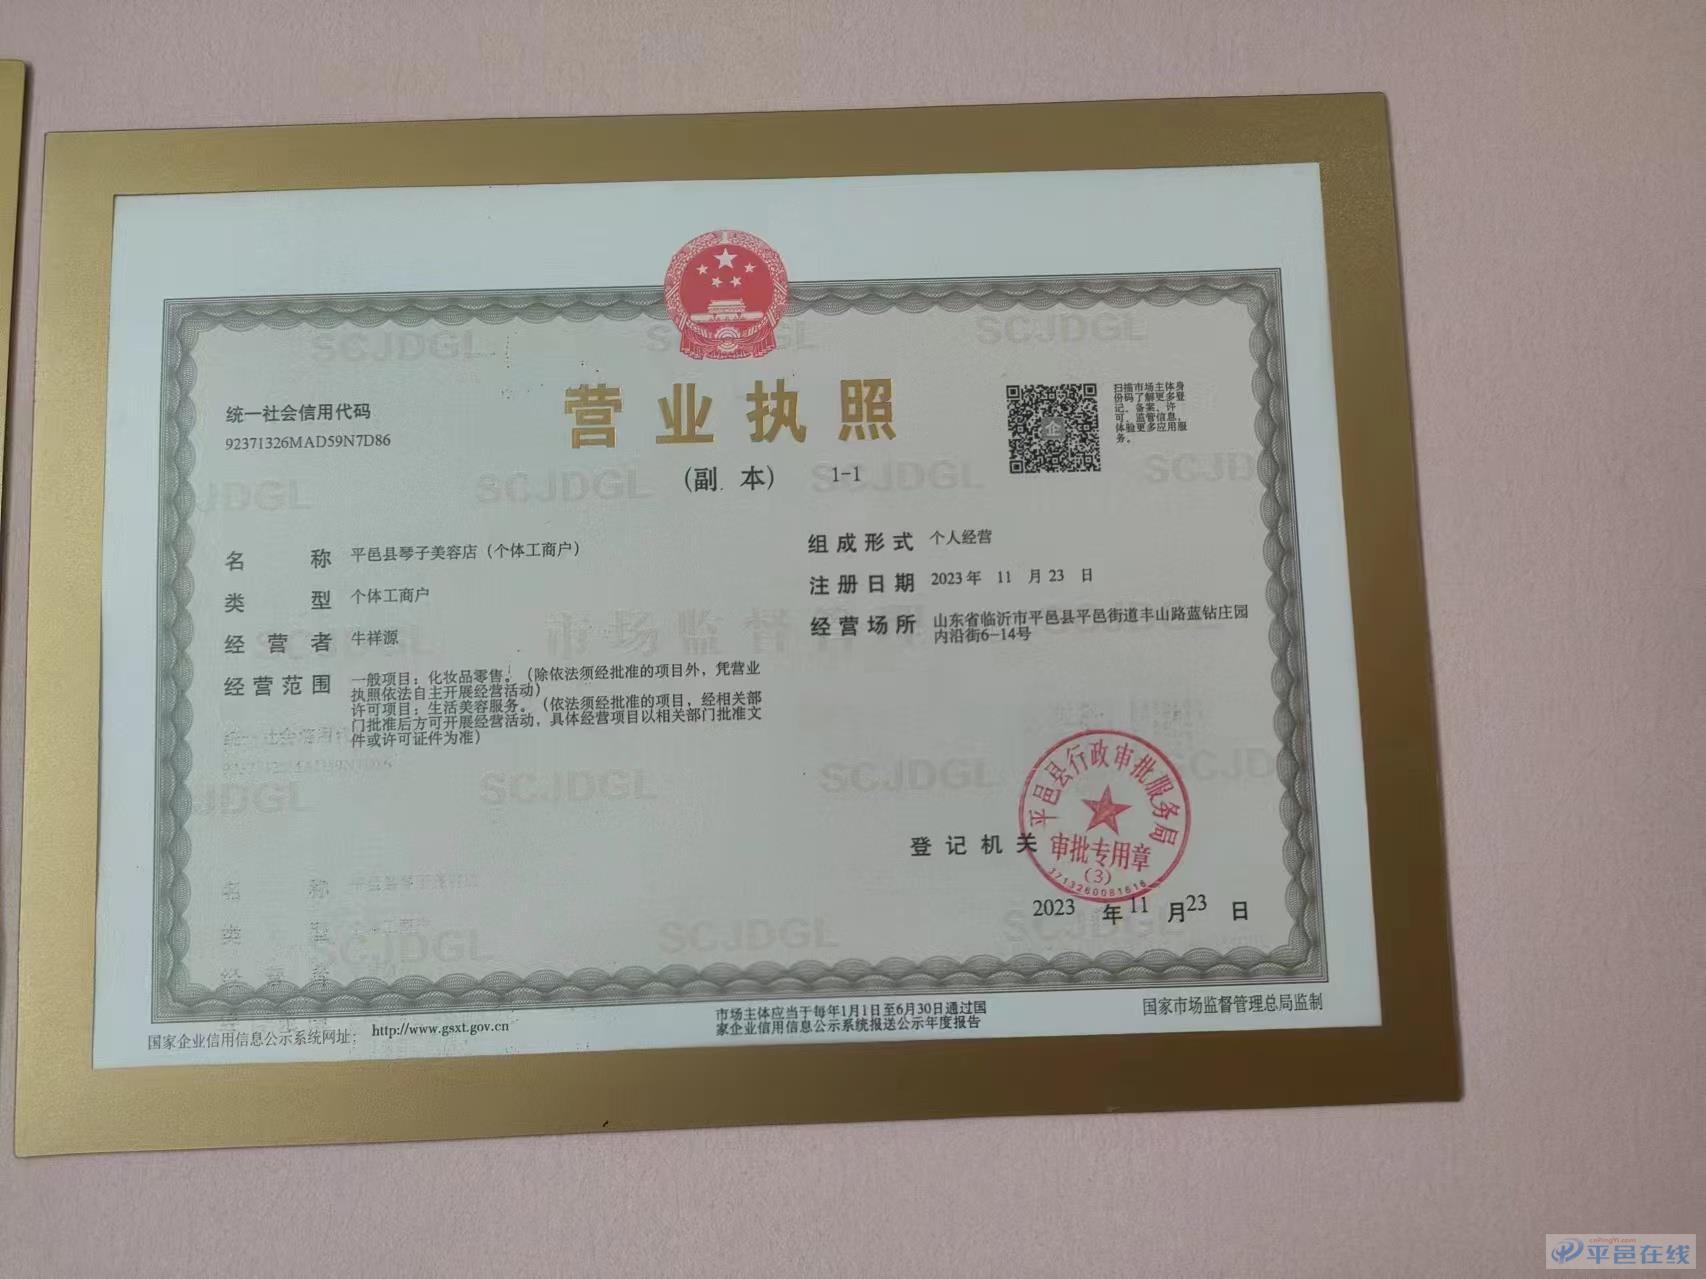 营业执照
(副 本) 1-1
统一社会信用代码
92371326MAD59N7D86
扫描市场主体身
份码了解更多登
记、备案、许
可、监管信息,
体验更多应用服
务。
名 称 平邑县琴子美容店（个体工商户）
类 型 个体工商户
经营者 牛祥源
经营范围 一般项目：化妆品零售。（除依法须经批准的项目外，凭营业
执照依法自主开展经营活动）
许可项目：生活美容服务。（依法须经批准的项目，经相关部
门批准后方可开展经营活动，具体经营项目以相关部门批准文
件或许可证件为准）
组成形式 个人经营
注册日期 2023年 11 月 23 日
经营场所 山东省临沂市平邑县平邑街道丰山路蓝钻庄园
内沿街6-14号
登记机关
平邑县行政审批服务局
审批专用章
(3)
3713260081616
2023 年 11 月 23 日
国家企业信用信息公示系统网址： http://www.gsxt.gov.cn
市场主体应当于每年1月1日至6月30日通过国
家企业信用信息公示系统报送公示年度报告
国家市场监督管理总局监制
平邑在线